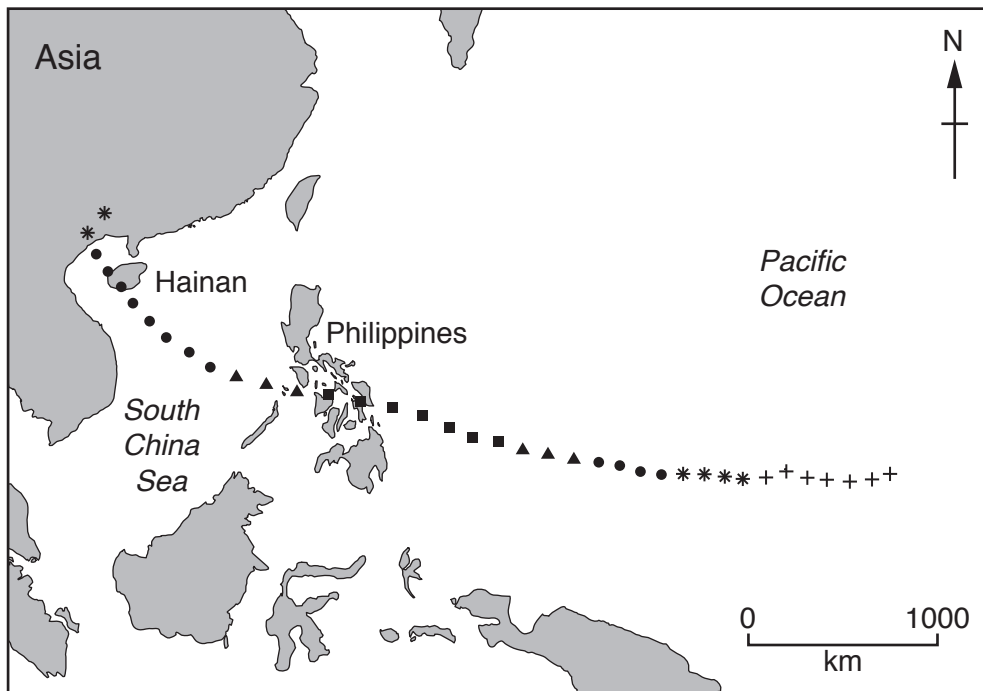 Asia
N
Pacific
Ocean
Hainan
Philippines
South
China
Sea
0 1000
km